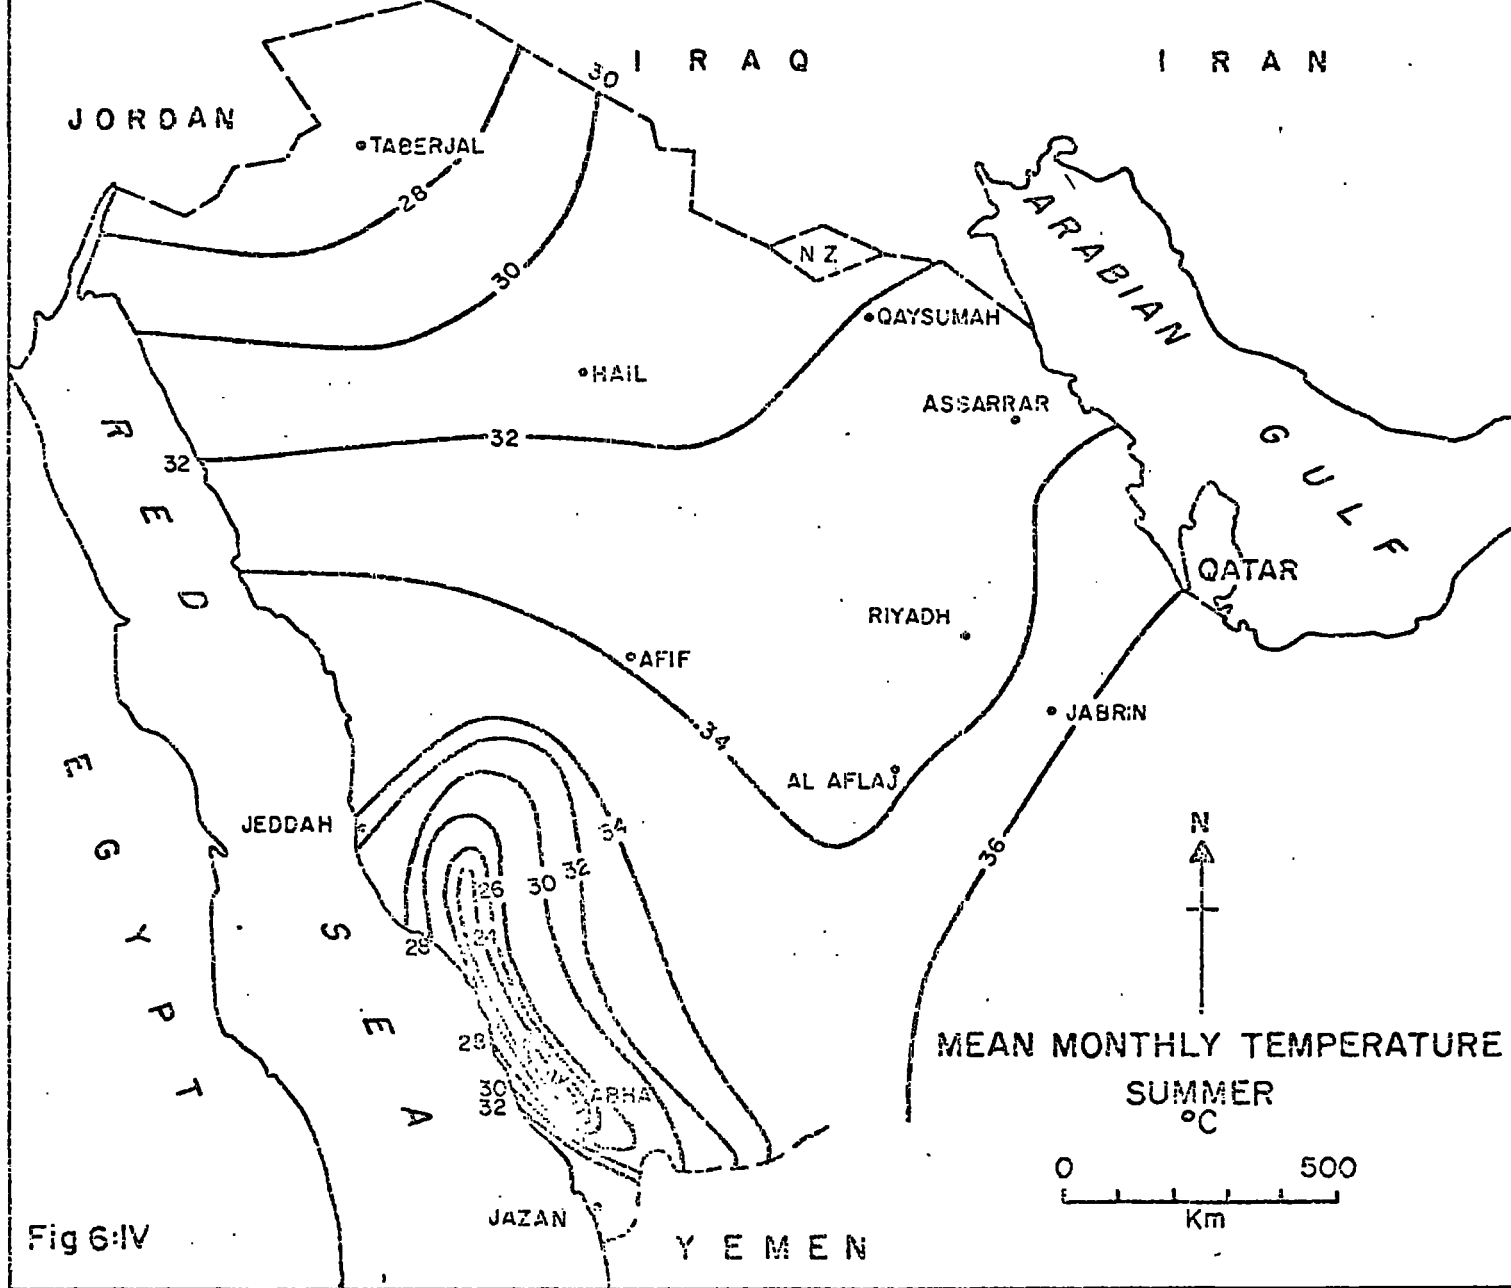 IRAQ
IRAN
JORDAN
30
TABERJAL
28
30
NZ
ARABIAN
GULF
QAYSUMAH
HAIL
ASSARRAR
32
32
RED
SEA
QATAR
RIYADH
AFIF
JABRIN
34
AL AFLAJ
EGYPT
JEDDAH
34
36
N
26
30
32
28
24
28
30
32
ABHA
MEAN MONTHLY TEMPERATURE
SUMMER
°C
0 500
Km
JAZAN
YEMEN
Fig 6:IV